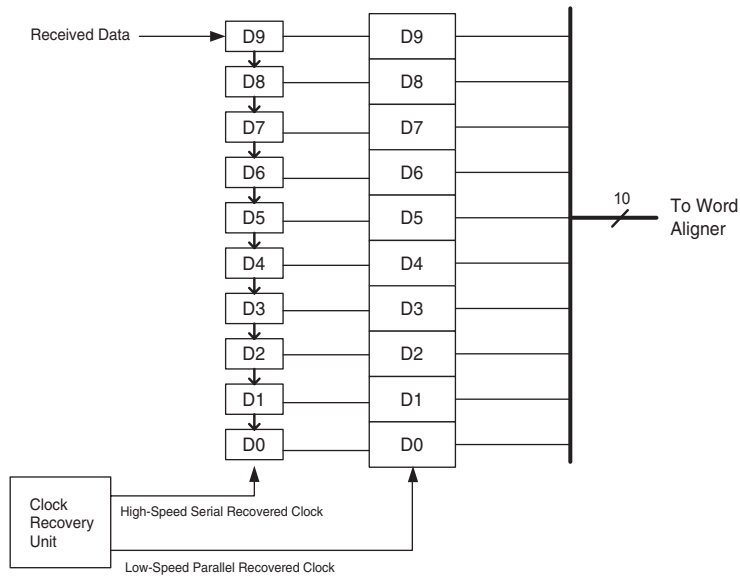 Received Data
D9
D9
D8
D8
D7
D7
D6
D6
D5
D5
10
To Word
Aligner
D4
D4
D3
D3
D2
D2
D1
D1
D0
D0
Clock
Recovery
Unit
High-Speed Serial Recovered Clock
Low-Speed Parallel Recovered Clock